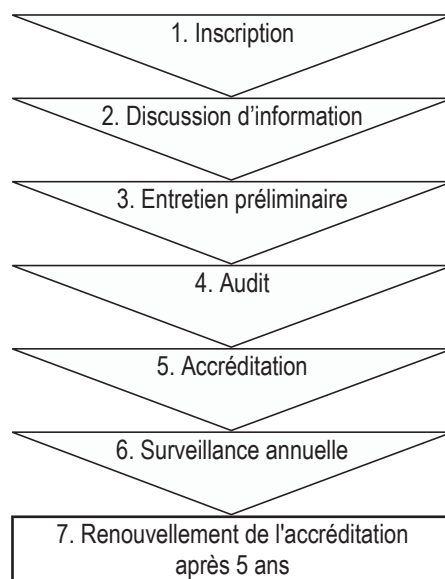 1. Inscription
2. Discussion d’information
3. Entretien préliminaire
4. Audit
5. Accréditation
6. Surveillance annuelle
7. Renouvellement de l'accréditation
après 5 ans